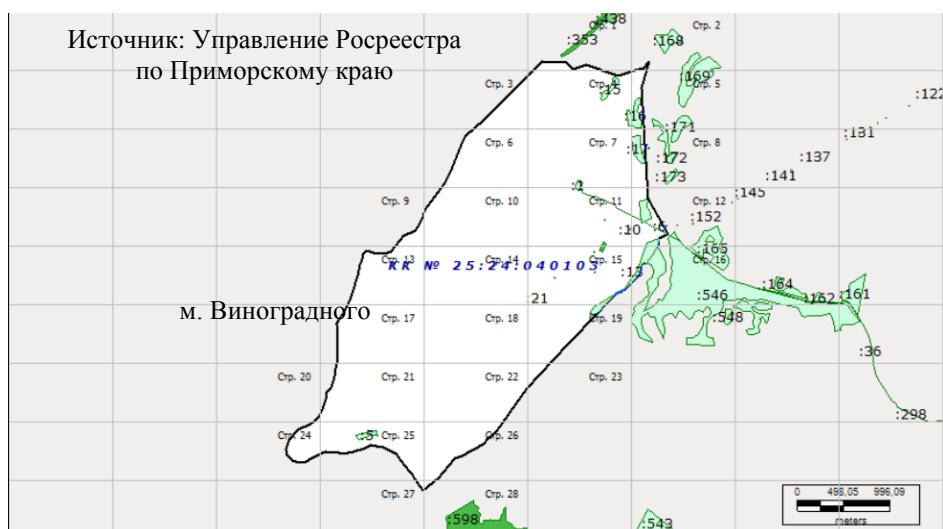 Источник: Управление Росреестра
по Приморскому краю
:438
Стр. 1
Стр. 2
:353
:168
Стр. 3
:15
:169
Стр. 5
:122
:16
:171
:131
Стр. 6
Стр. 7
Стр. 8
:17
:172
:137
:173
:141
:1
:145
Стр. 9
Стр. 10
Стр. 11
Стр. 12
:152
:10
:6
:165
Стр. 13
Стр. 14
Стр. 15
Стр. 16
КК № 25:24:040103
:13
:164
:21
:546
:162
:161
м. Виноградного
Стр. 17
Стр. 18
Стр. 19
:548
:36
Стр. 20
Стр. 21
Стр. 22
Стр. 23
:298
Стр. 24
:5
Стр. 25
Стр. 26
Стр. 27
Стр. 28
0 498,05 996,09
meters
:598
:543